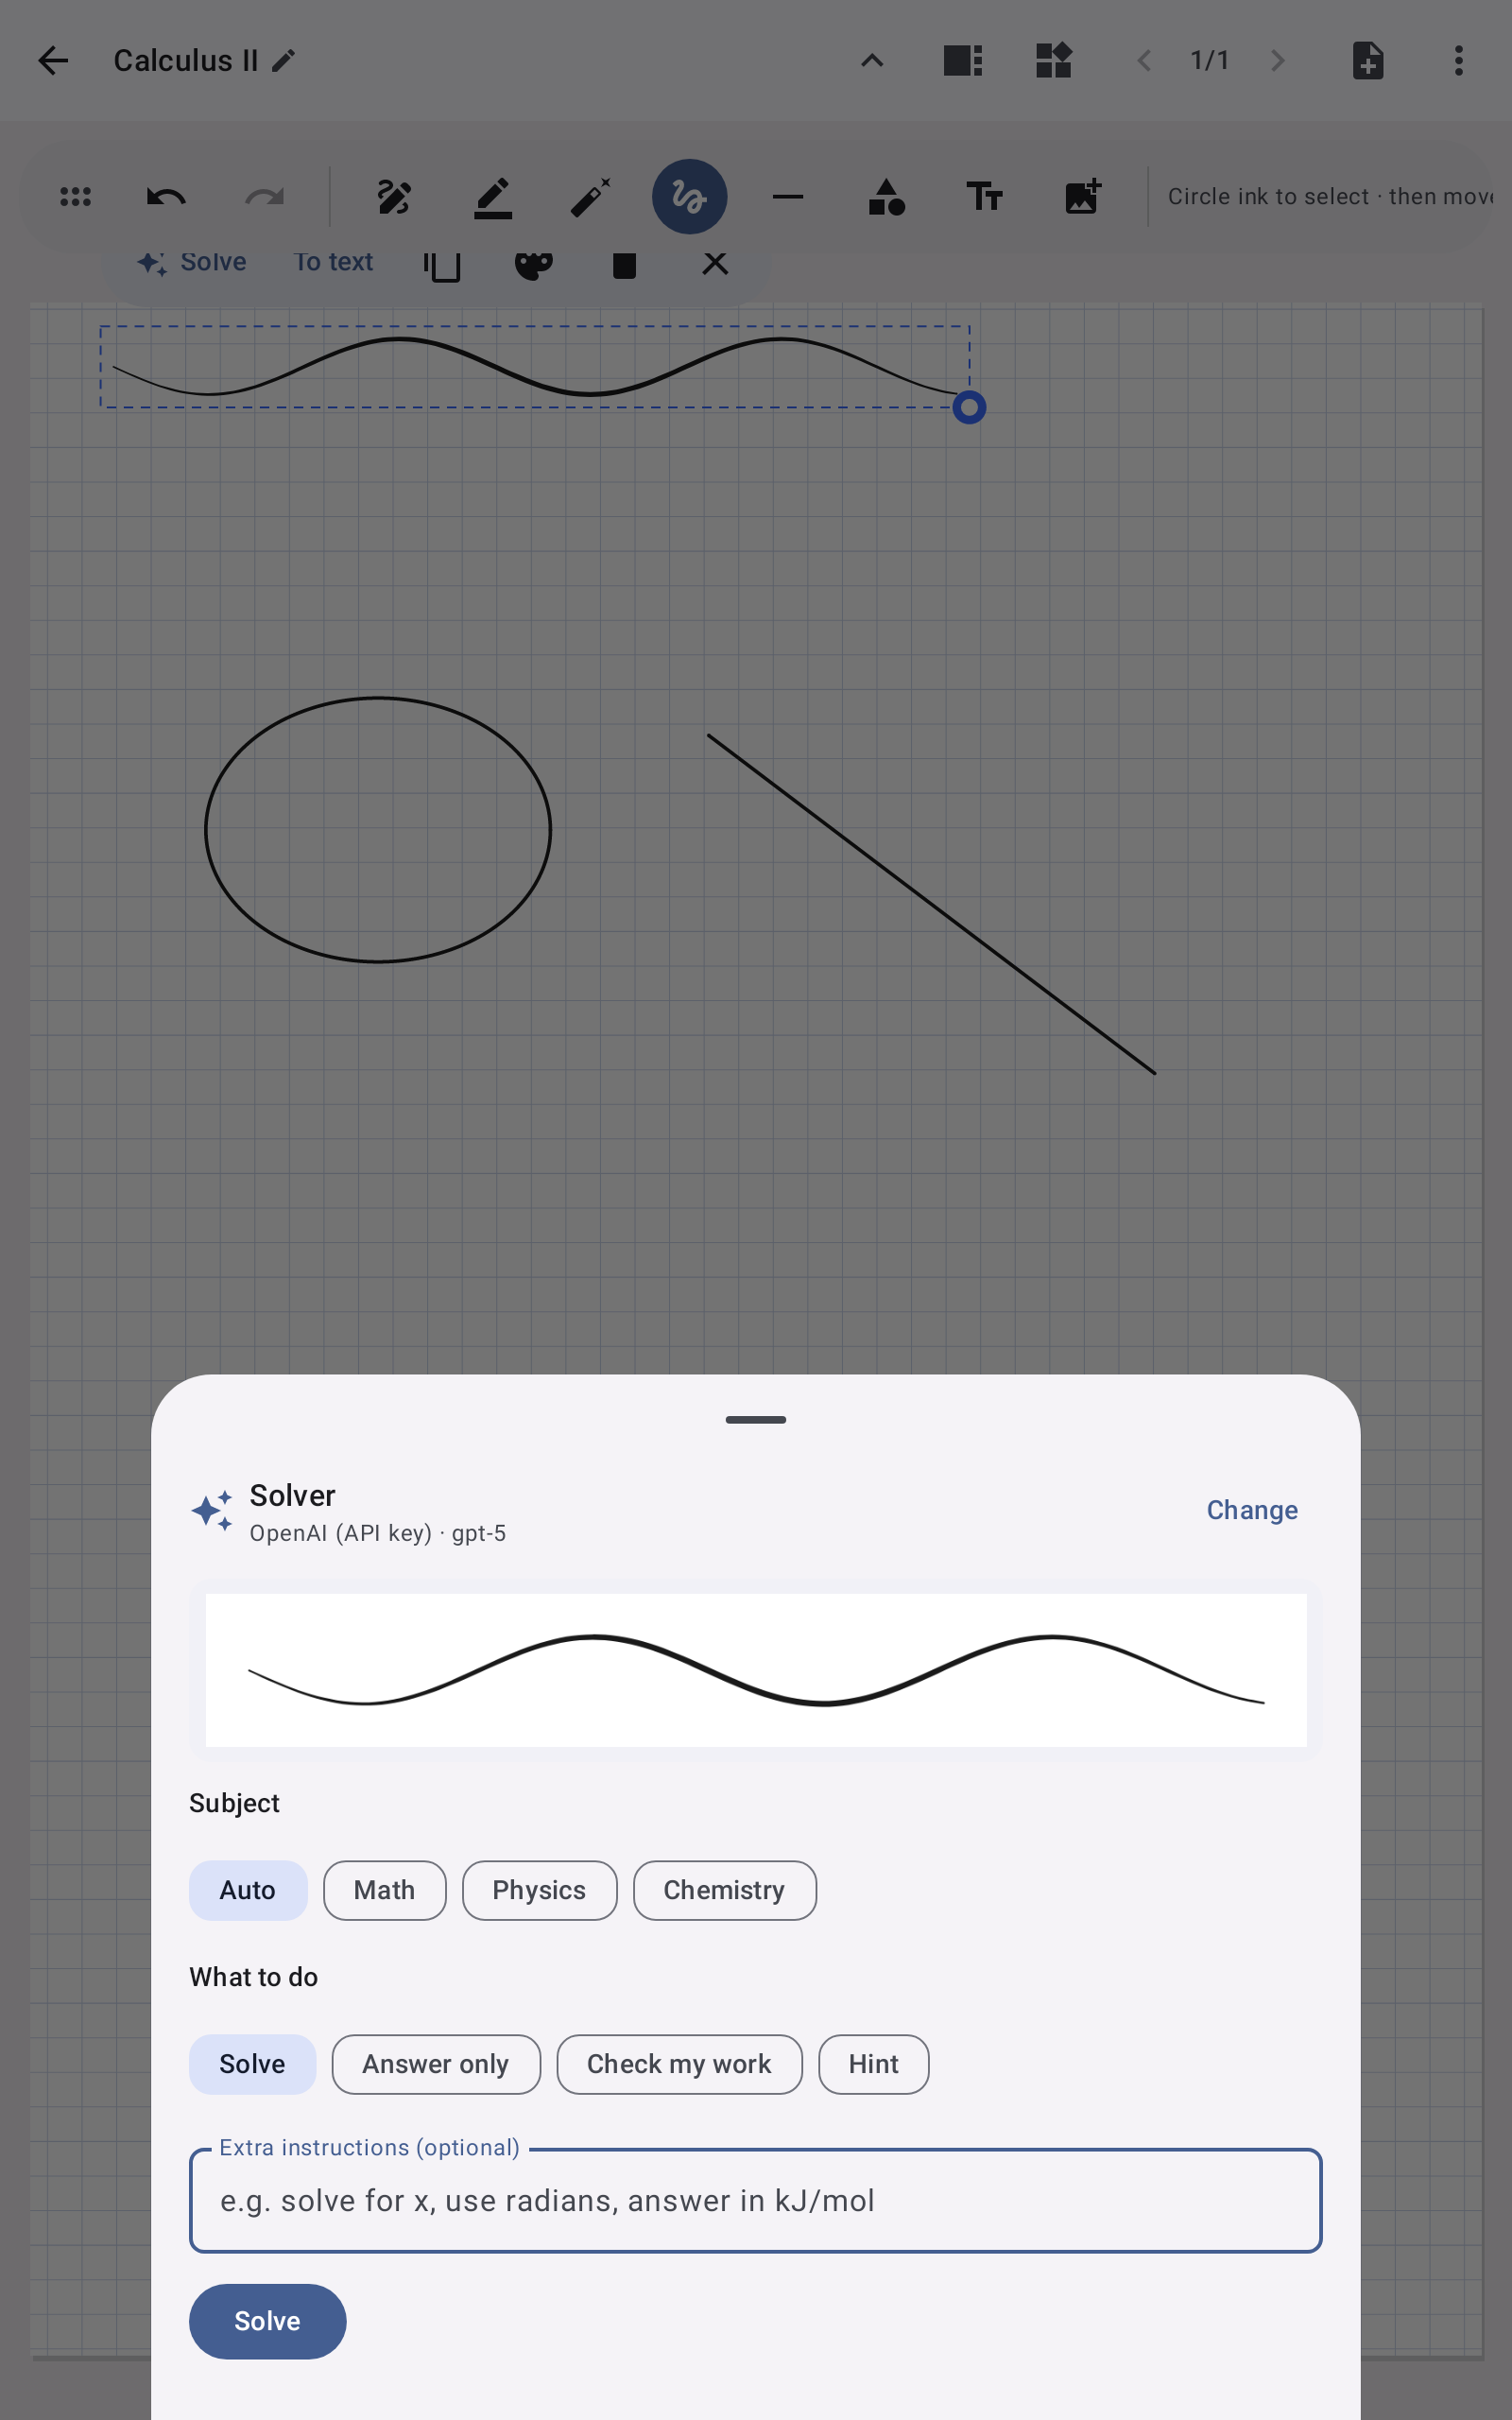 Calculus II
1/1
Circle ink to select · then move
Solve To text
Solver
OpenAI (API key) · gpt-5
Change
Subject
Auto Math Physics Chemistry
What to do
Solve Answer only Check my work Hint
Extra instructions (optional)
e.g. solve for x, use radians, answer in kJ/mol
Solve